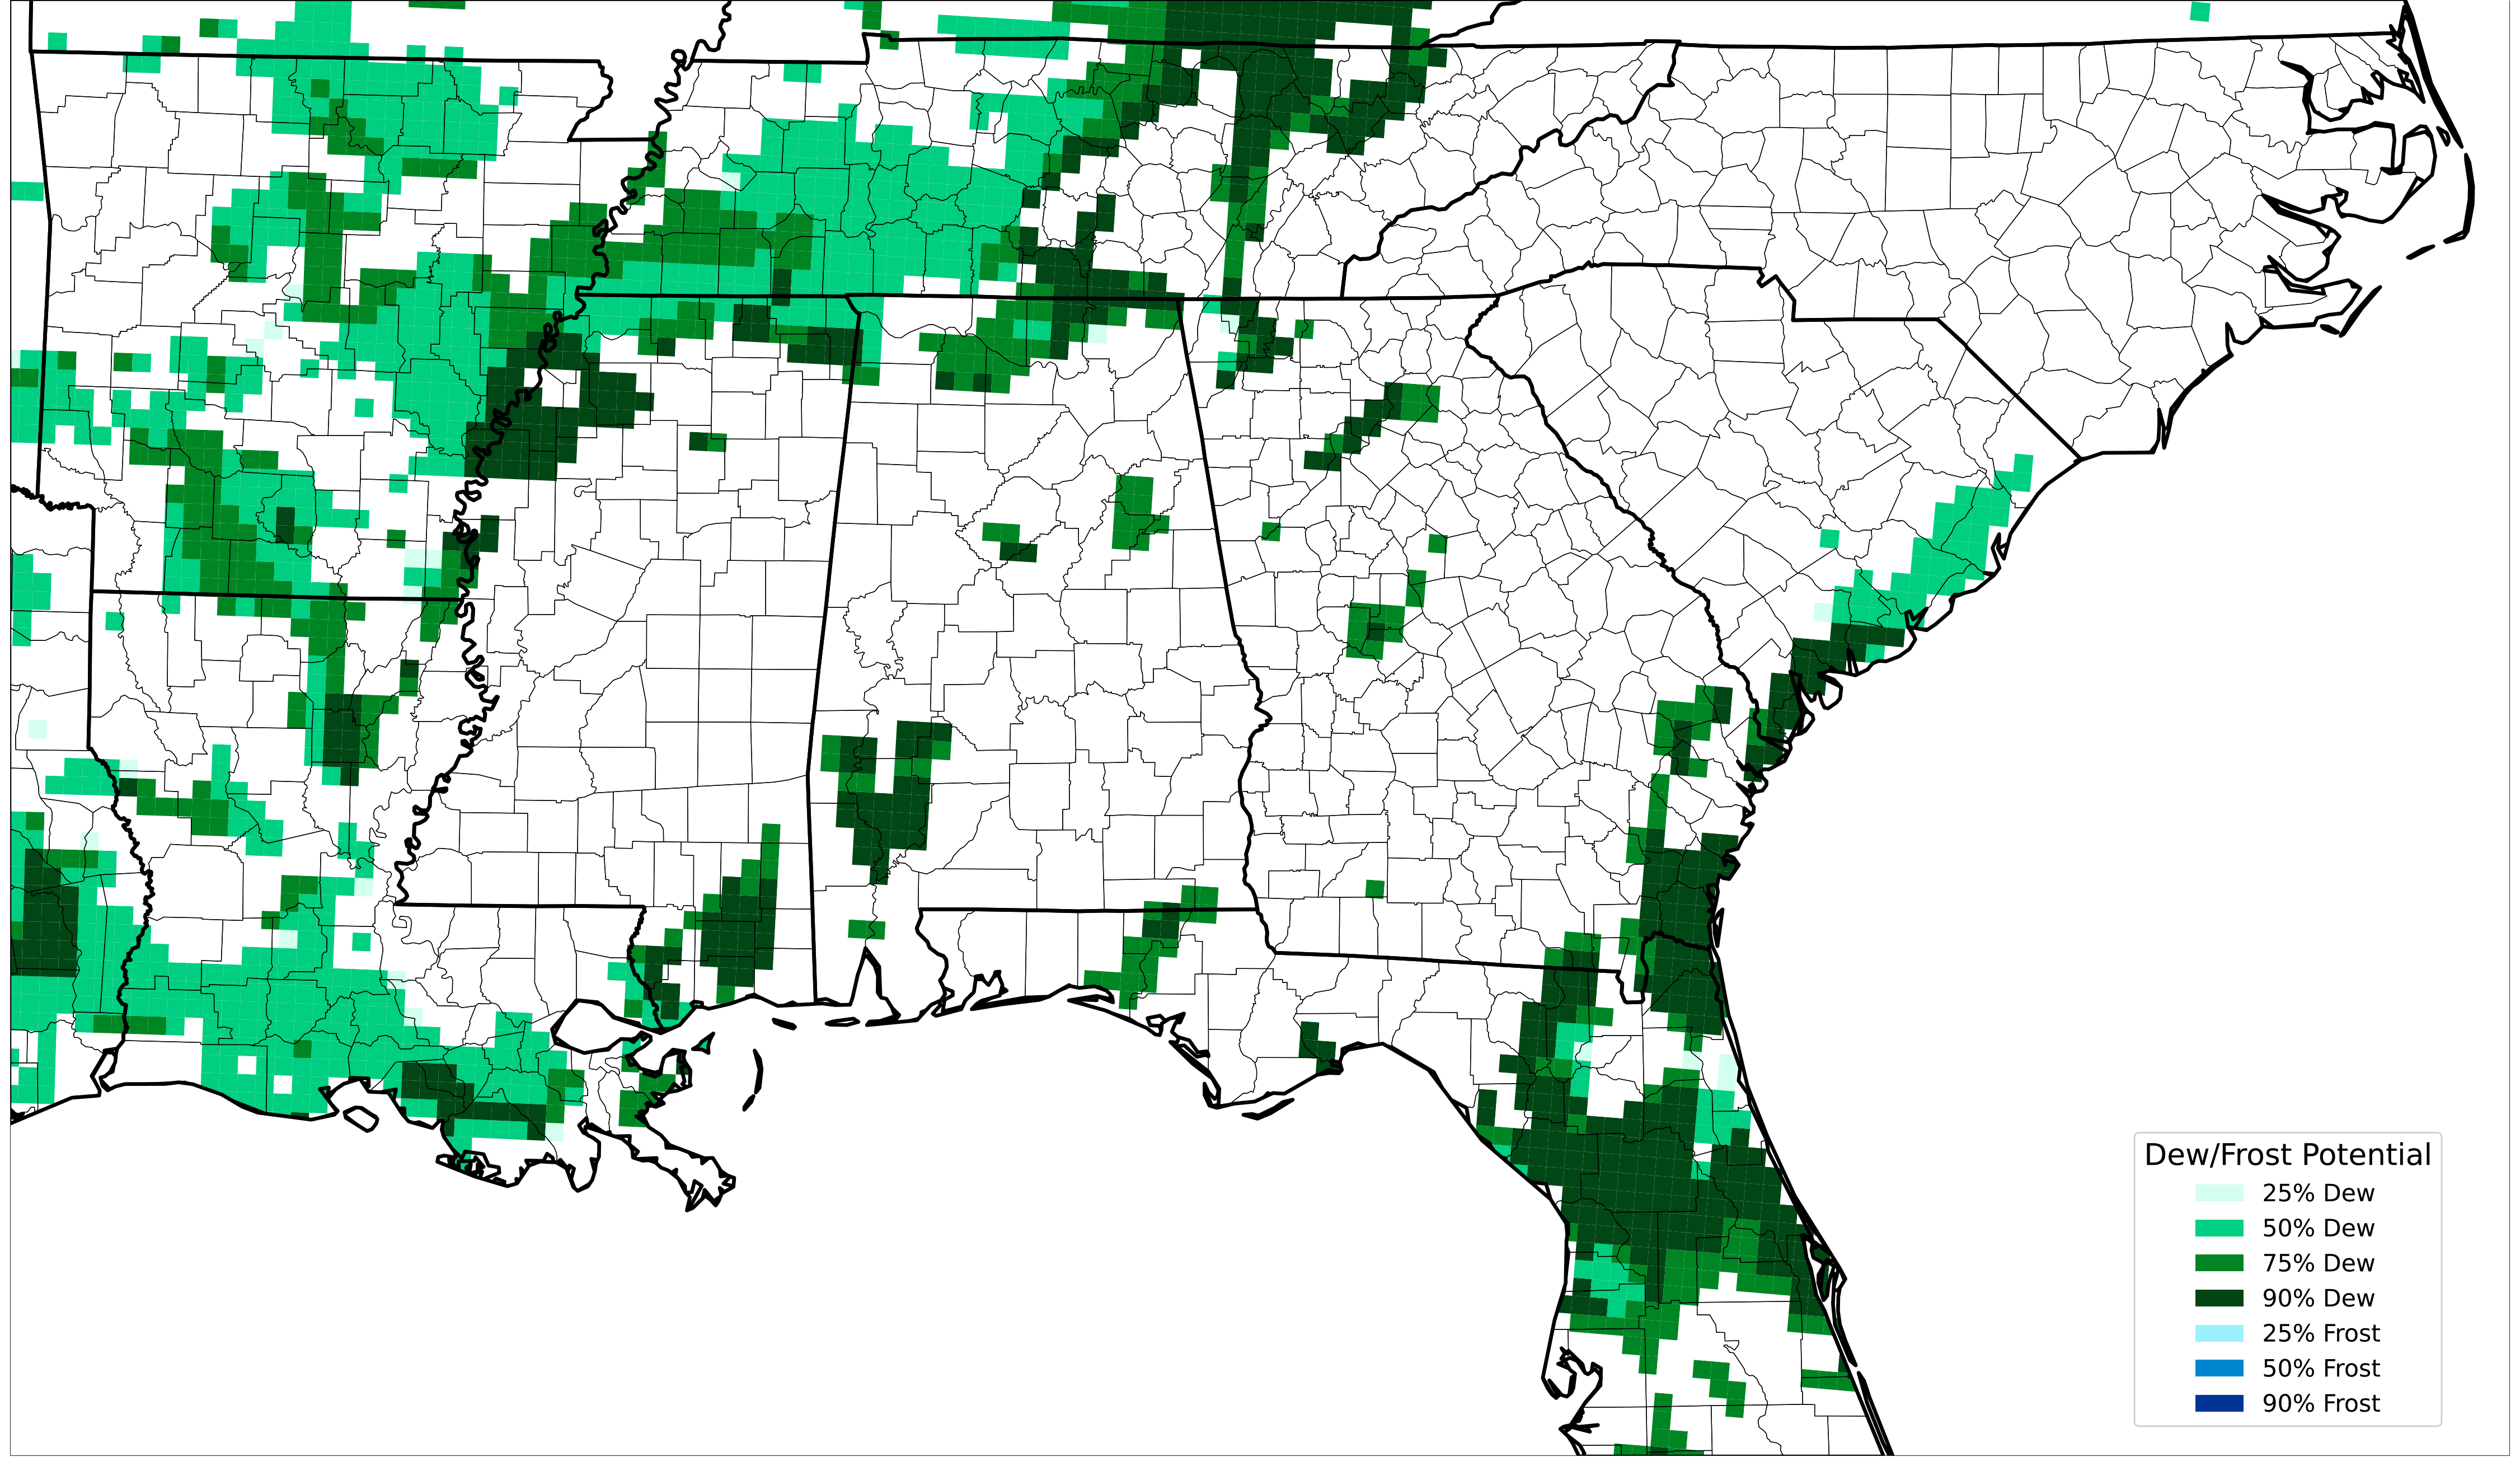 Dew/Frost Potential
25% Dew
50% Dew
75% Dew
90% Dew
25% Frost
50% Frost
90% Frost